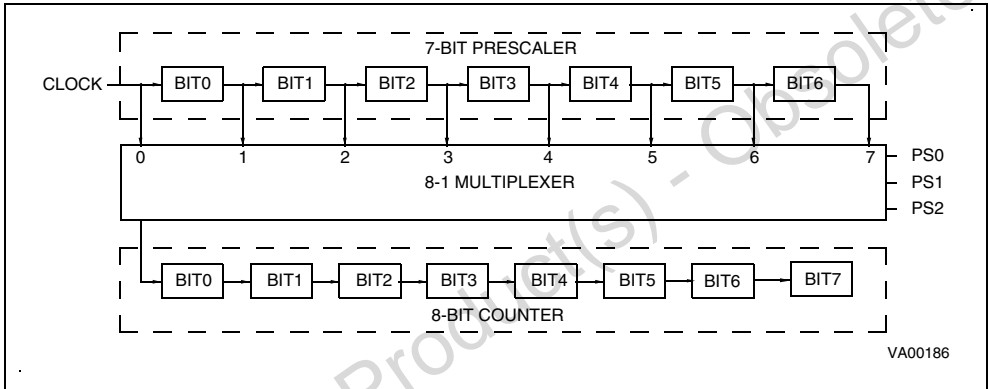 7-BIT PRESCALER
CLOCK BIT0 BIT1 BIT2 BIT3 BIT4 BIT5 BIT6
0 1 2 3 4 5 6 7 PS0
8-1 MULTIPLEXER PS1
PS2
BIT0 BIT1 BIT2 BIT3 BIT4 BIT5 BIT6 BIT7
8-BIT COUNTER
VA00186
Product(s) - Obsolete